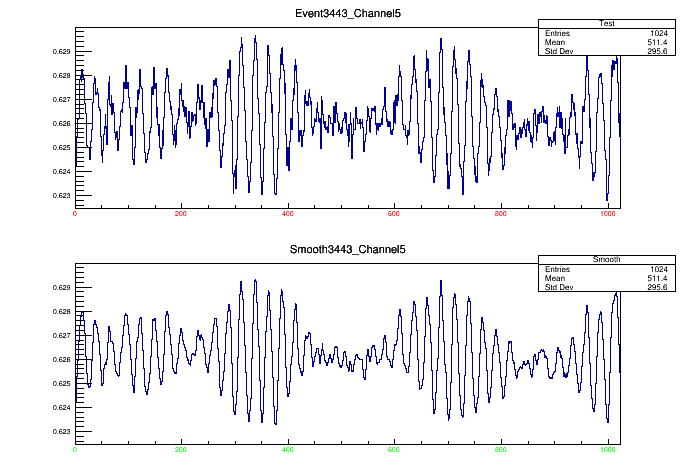 Event3443_Channel5
Test
Entries 1024
Mean 511.4
Std Dev 295.6
0.629
0.628
0.627
0.626
0.625
0.624
0.623
0 200 400 600 800 1000
Smooth3443_Channel5
Smooth
Entries 1024
Mean 511.4
Std Dev 295.6
0.629
0.628
0.627
0.626
0.625
0.624
0.623
0 200 400 600 800 1000